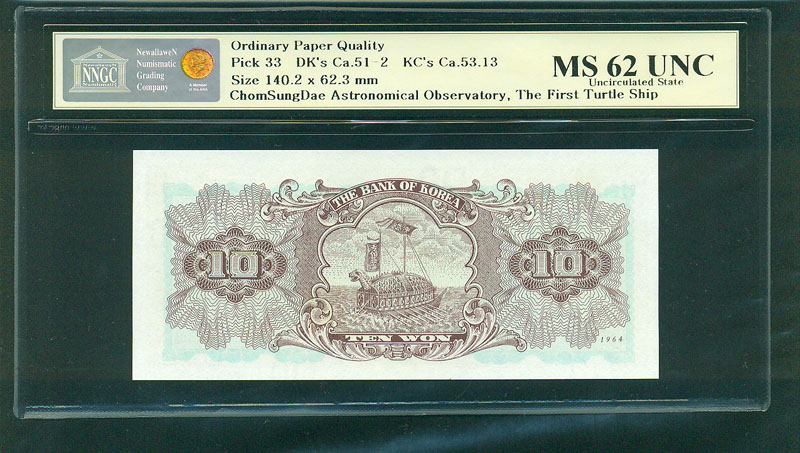 NewallaweN
Numismatic
Grading
Company
NNGC
Ordinary Paper Quality
Pick 33 DK's Ca.51-2 KC's Ca.53.13
Size 140.2 x 62.3 mm
ChomSungDae Astronomical Observatory, The First Turtle Ship
MS 62 UNC
Uncirculated State
THE BANK OF KOREA
10
10
TEN WON
1964